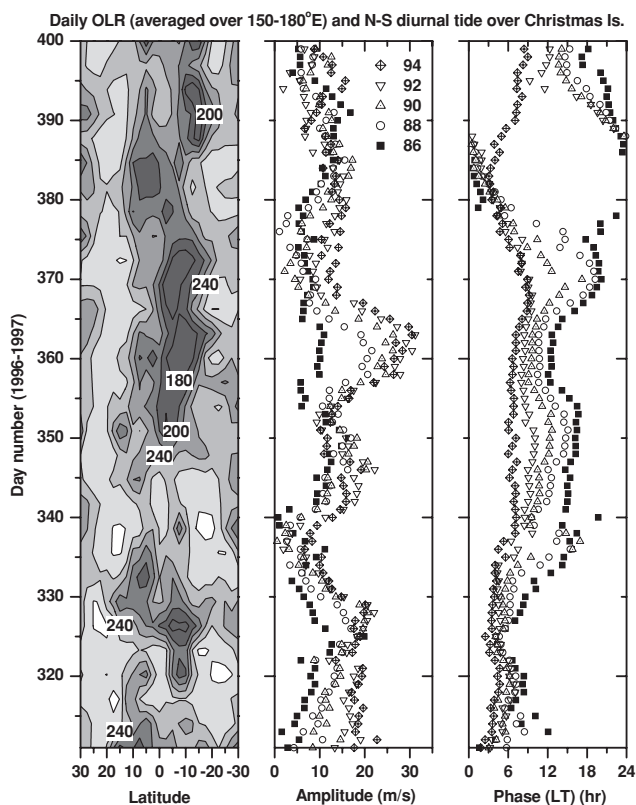 Daily OLR (averaged over 150-180°E) and N-S diurnal tide over Christmas Is.
400
390
380
370
360
350
340
330
320
Day number (1996-1997)
200
240
180
200
240
240
240
30 20 10 0 -10 -20 -30
Latitude
94
92
90
88
86
0 10 20 30
Amplitude (m/s)
0 6 12 18 24
Phase (LT) (hr)